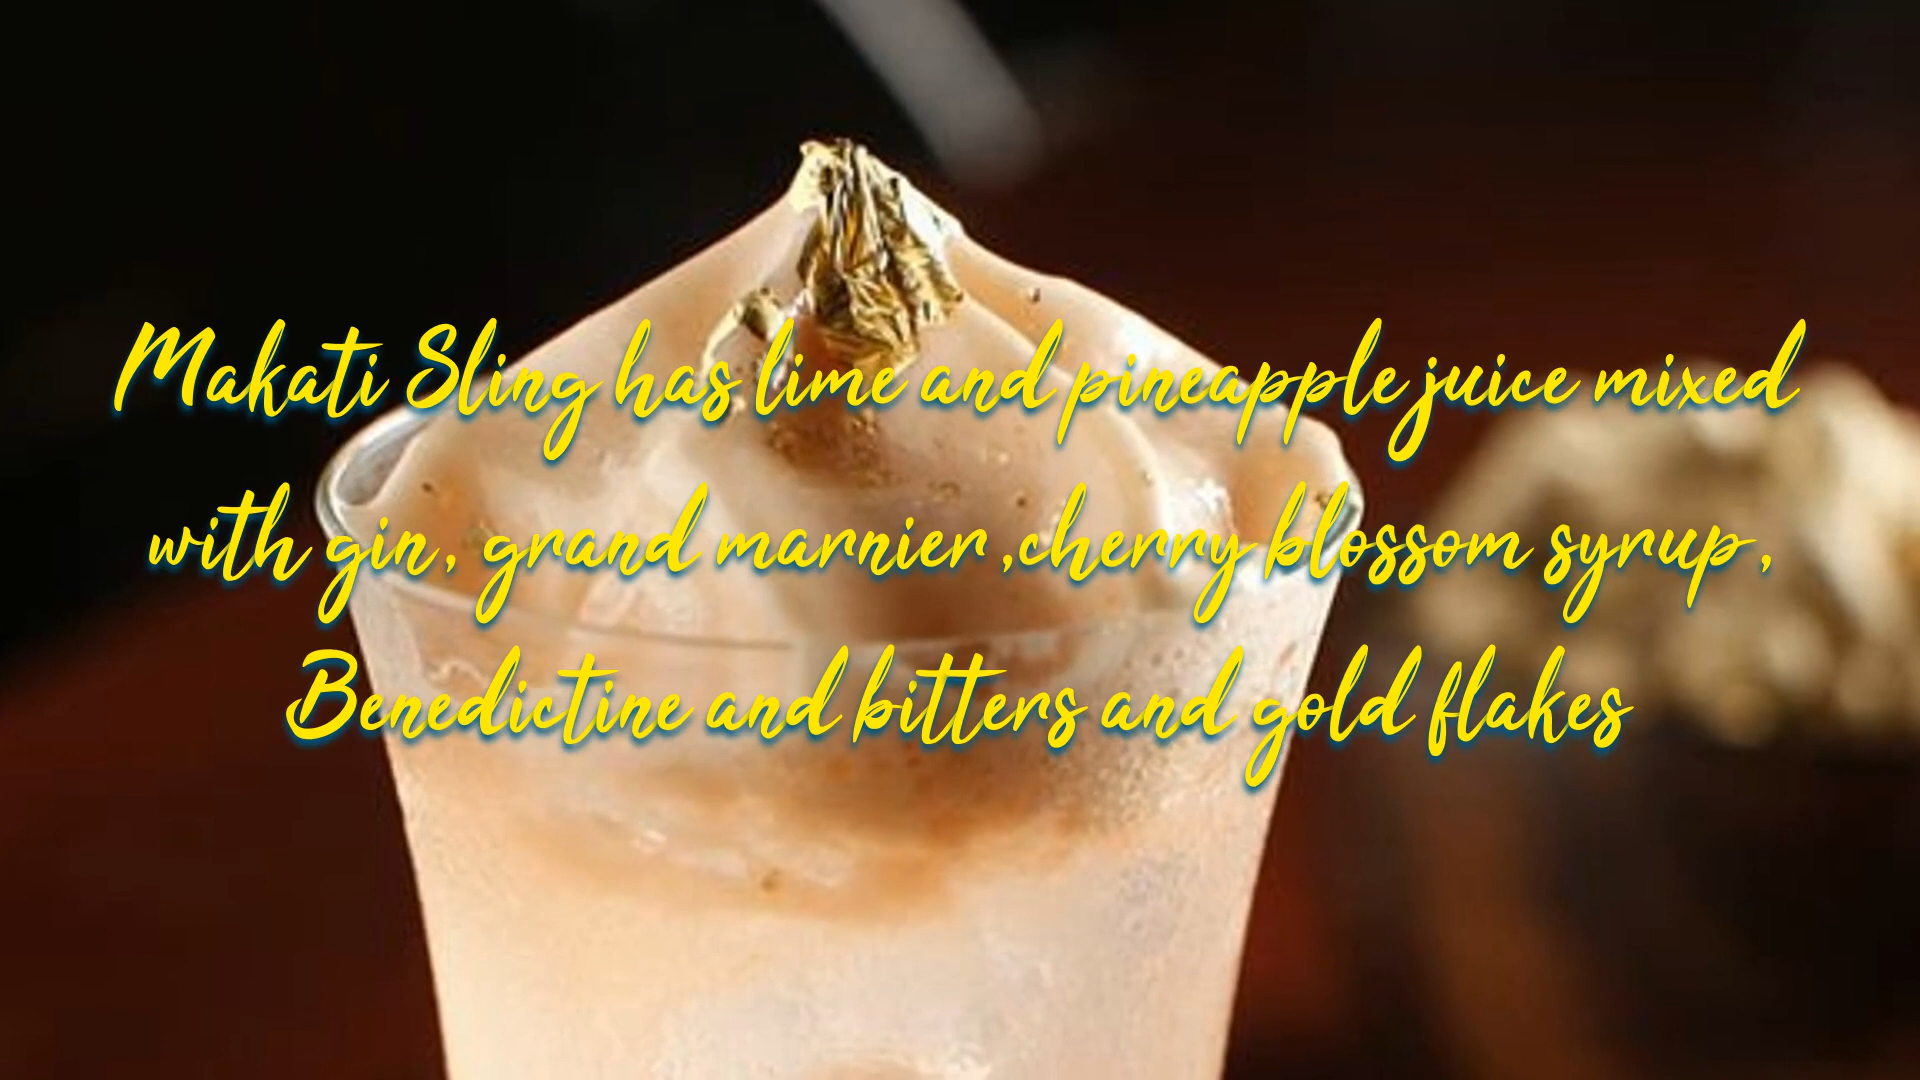 Makati Sling has lime and pineapple juice mixed
with gin, grand marnier ,cherry blossom syrup,
Benedictine and bitters and gold flakes